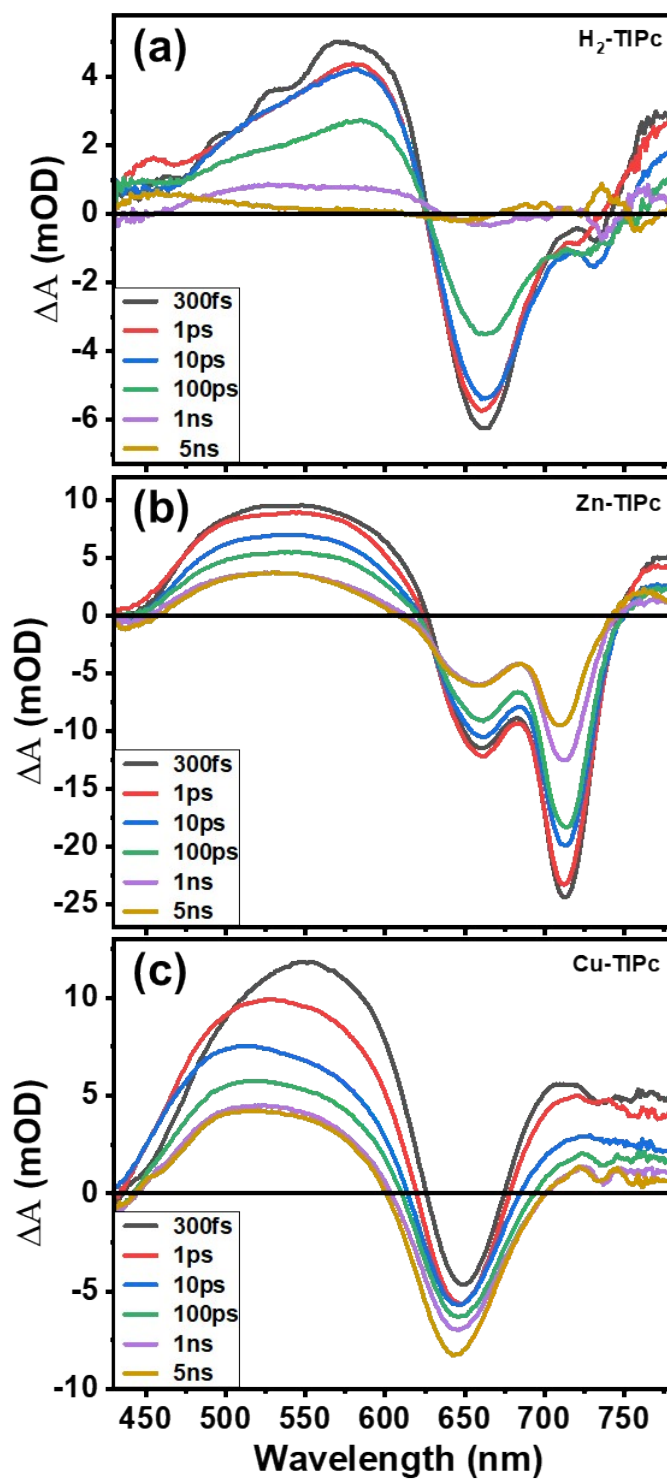 (a)
H₂-TIPc
4
2
0
-2
-4
-6
ΔA (mOD)
300fs
1ps
10ps
100ps
1ns
5ns
(b)
Zn-TIPc
10
5
0
-5
-10
-15
-20
-25
ΔA (mOD)
300fs
1ps
10ps
100ps
1ns
5ns
(c)
Cu-TIPc
10
5
0
-5
-10
ΔA (mOD)
300fs
1ps
10ps
100ps
1ns
5ns
450 500 550 600 650 700 750
Wavelength (nm)